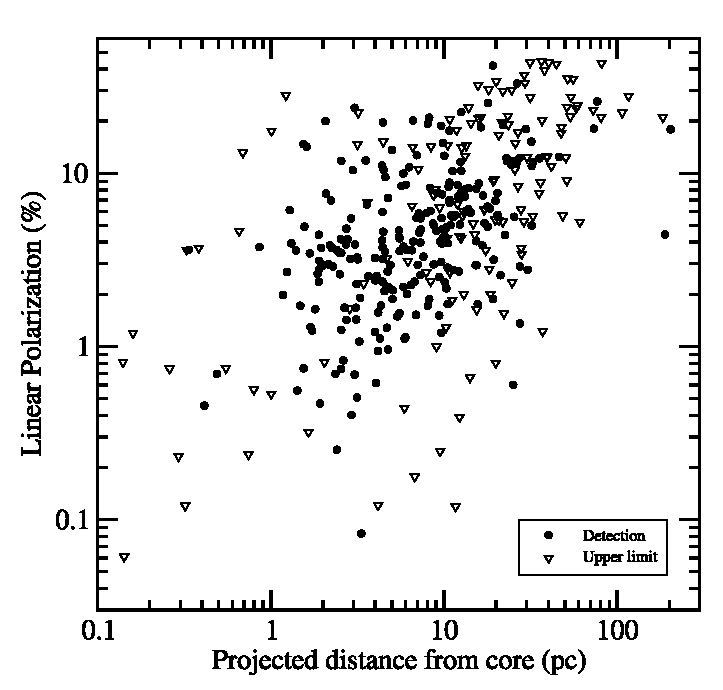 Linear Polarization (%)
10
1
0.1
Detection
Upper limit
0.1 1 10 100
Projected distance from core (pc)